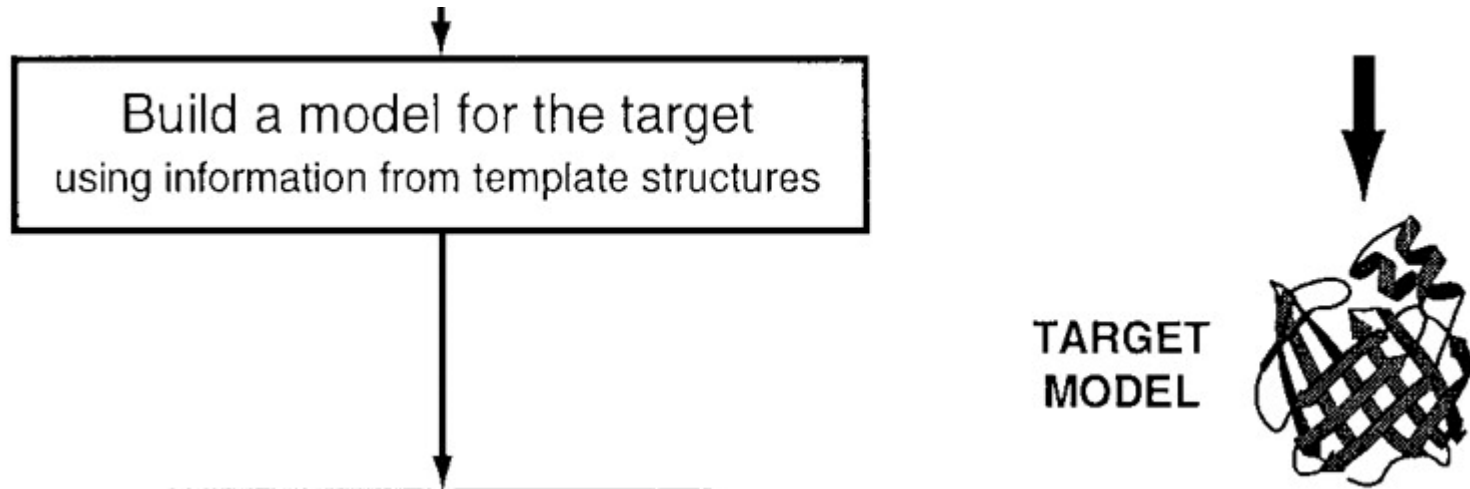 Build a model for the target
using information from template structures
TARGET
MODEL